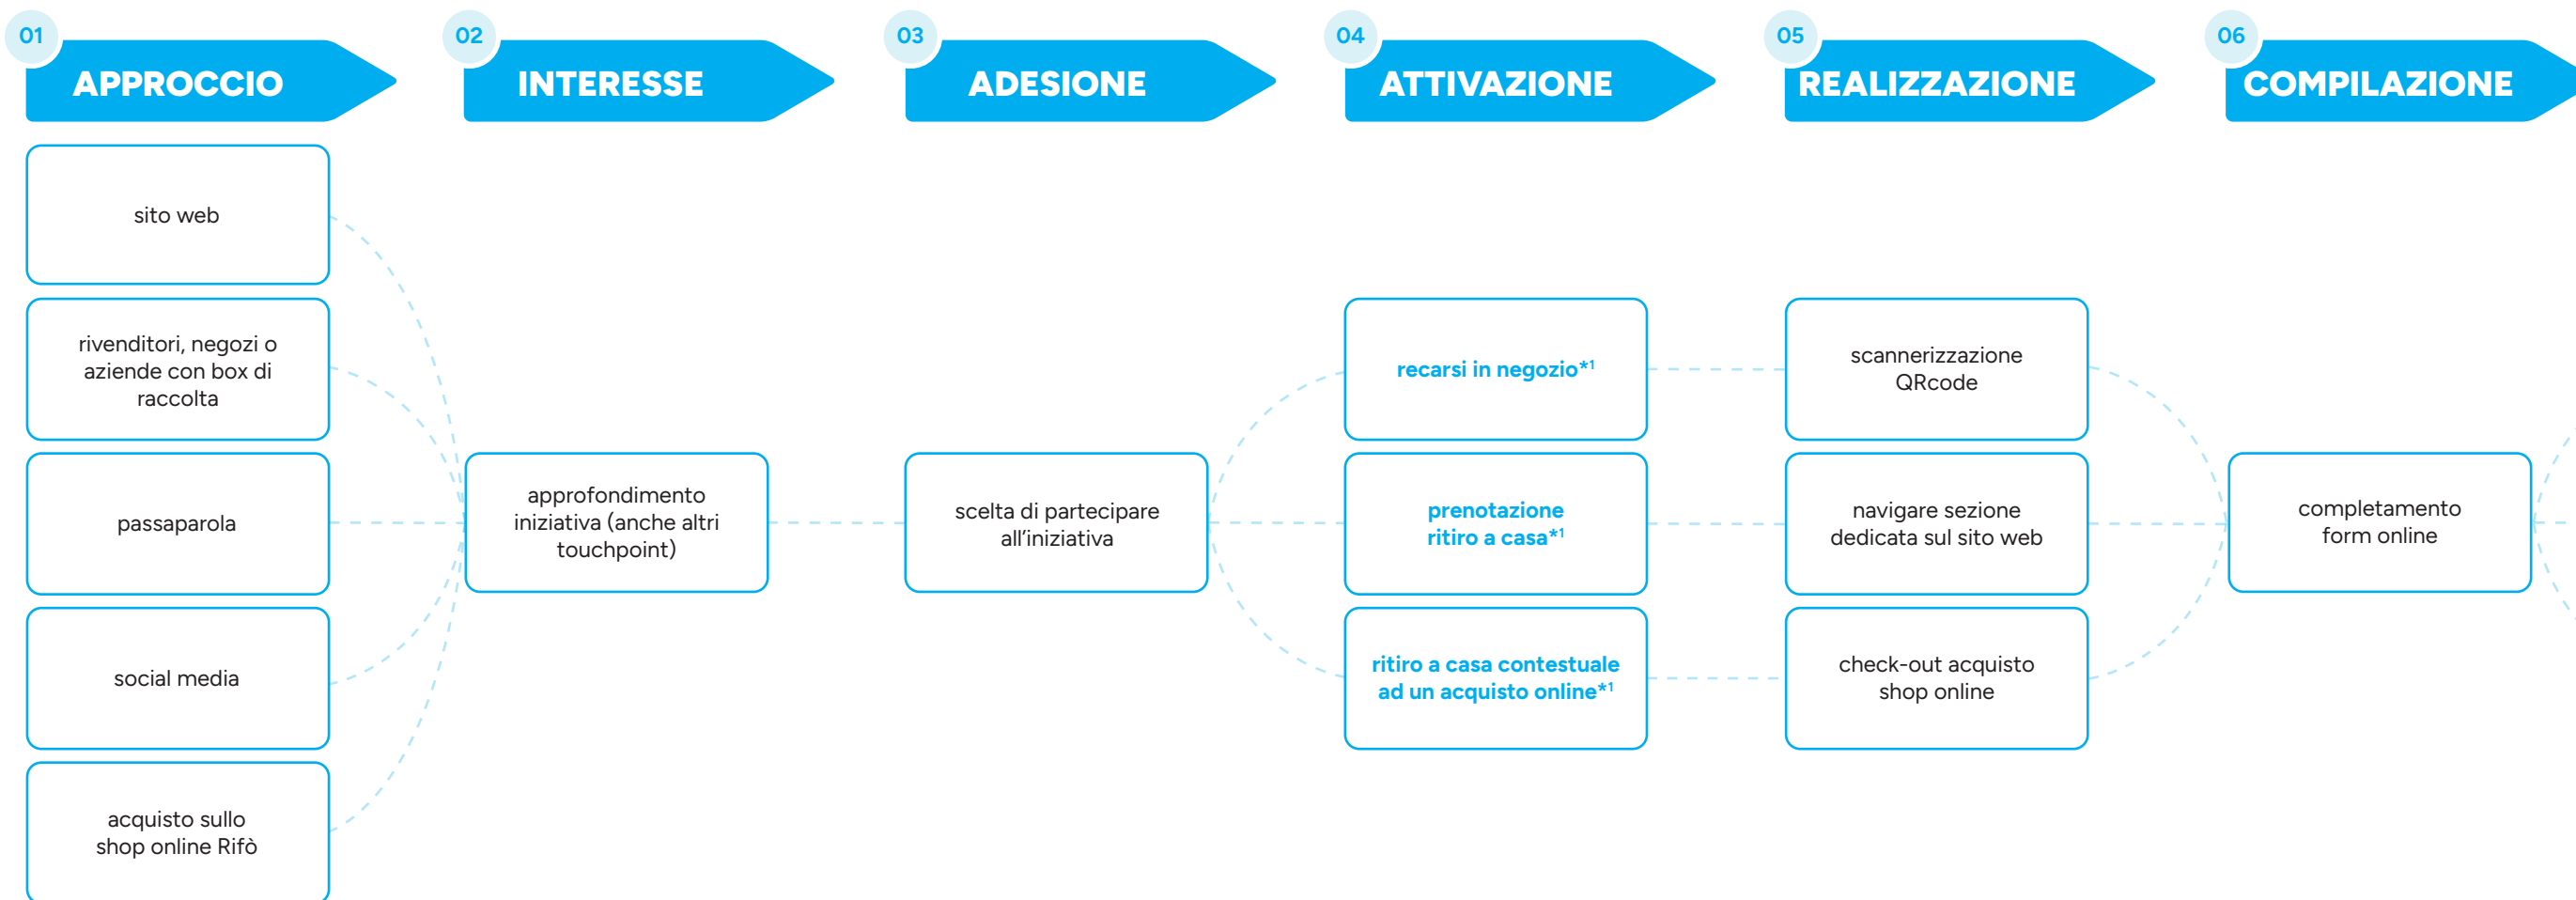 01
APPROCCIO
02
INTERESSE
03
ADESIONE
04
ATTIVAZIONE
05
REALIZZAZIONE
06
COMPILAZIONE
sito web
rivenditori, negozi o
aziende con box di
raccolta
passaparola
social media
acquisto sullo
shop online Rifò
approfondimento
iniziativa (anche altri
touchpoint)
scelta di partecipare
all’iniziativa
recarsi in negozio*¹
prenotazione
ritiro a casa*¹
ritiro a casa contestuale
ad un acquisto online*¹
scannerizzazione
QRcode
navigare sezione
dedicata sul sito web
check-out acquisto
shop online
completamento
form online